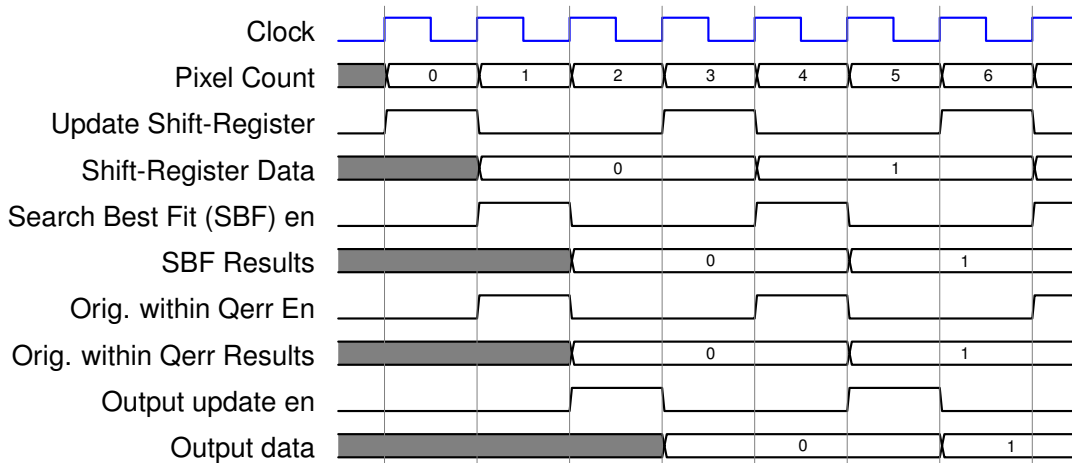 Clock
Pixel Count 0 1 2 3 4 5 6
Update Shift-Register
Shift-Register Data 0 1
Search Best Fit (SBF) en
SBF Results 0 1
Orig. within Qerr En
Orig. within Qerr Results 0 1
Output update en
Output data 0 1